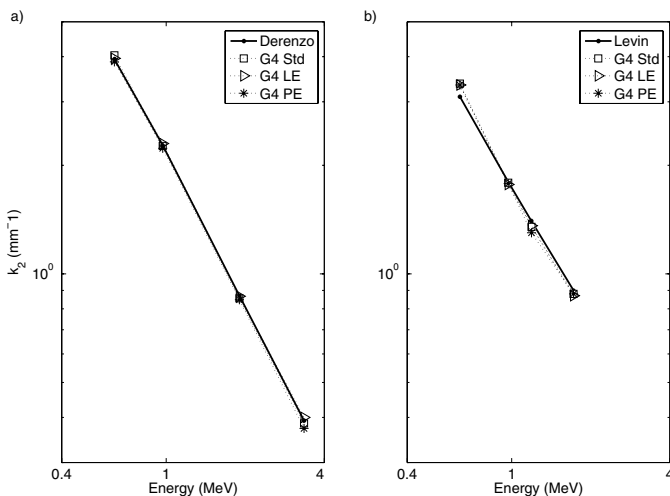 a)
Derenzo
G4 Std
G4 LE
G4 PE
k₂ (mm⁻¹)
10⁰
0.4
1
4
Energy (MeV)
b)
Levin
G4 Std
G4 LE
G4 PE
10⁰
0.4
1
4
Energy (MeV)